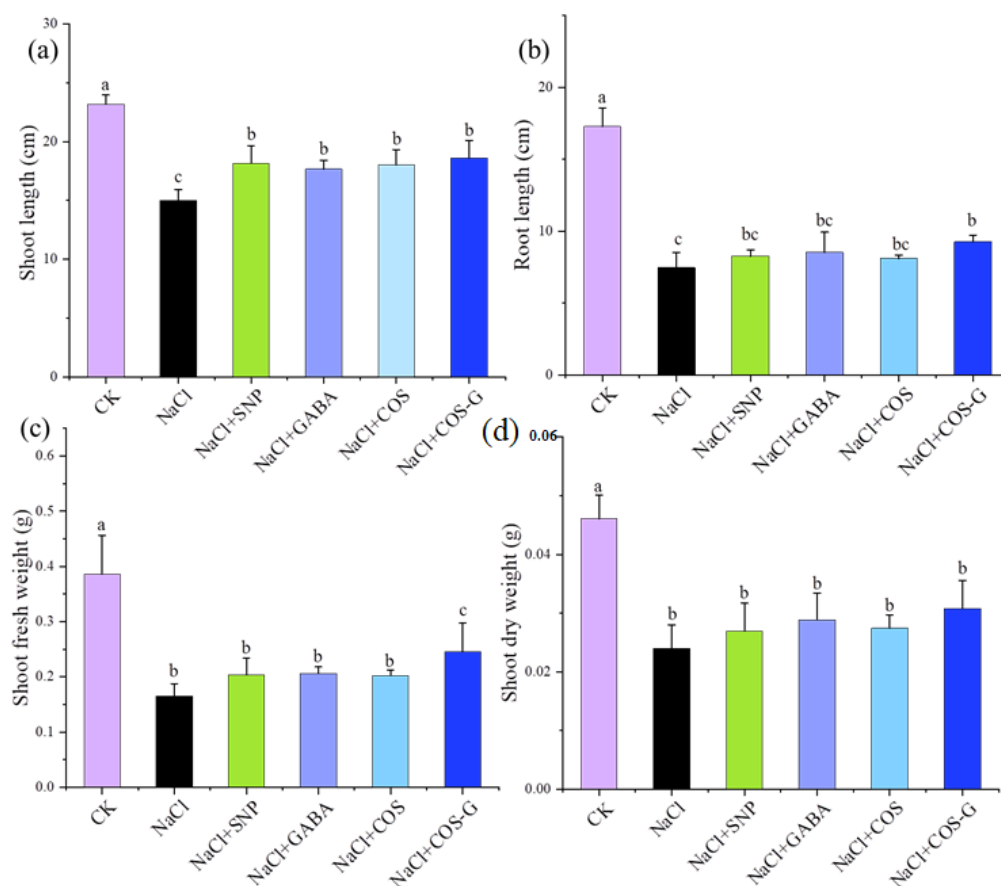 (a)
Shoot length (cm)
30
20
10
0
a
c
b
b
b
b
CK
NaCl
NaCl+SNP
NaCl+GABA
NaCl+COS
NaCl+COS-G
(b)
Root length (cm)
20
10
0
a
c
bc
bc
bc
b
CK
NaCl
NaCl+SNP
NaCl+GABA
NaCl+COS
NaCl+COS-G
(c)
Shoot fresh weight (g)
0.6
0.5
0.4
0.3
0.2
0.1
0.0
a
b
b
b
b
c
CK
NaCl
NaCl+SNP
NaCl+GABA
NaCl+COS
NaCl+COS-G
(d)
Shoot dry weight (g)
0.06
0.04
0.02
0.00
a
b
b
b
b
b
CK
NaCl
NaCl+SNP
NaCl+GABA
NaCl+COS
NaCl+COS-G